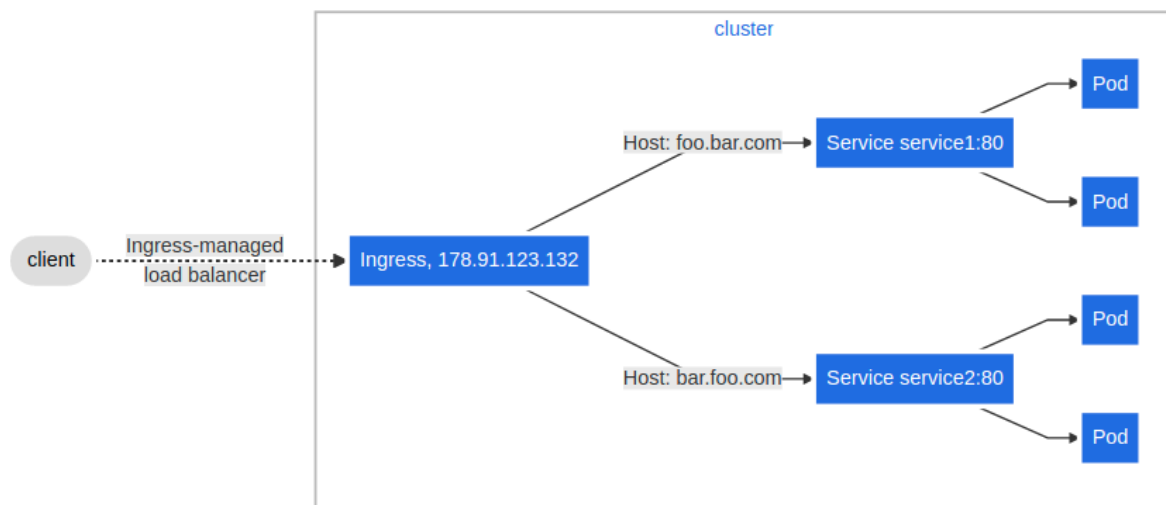 cluster
Pod
Host: foo.bar.com
Service service1:80
Pod
client
Ingress-managed
load balancer
Ingress, 178.91.123.132
Pod
Host: bar.foo.com
Service service2:80
Pod